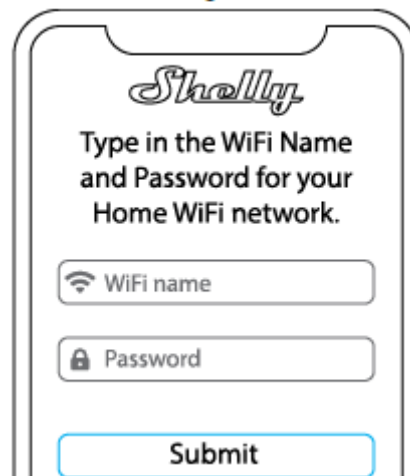 Shelly
Type in the WiFi Name
and Password for your
Home WiFi network.
WiFi name
Password
Submit